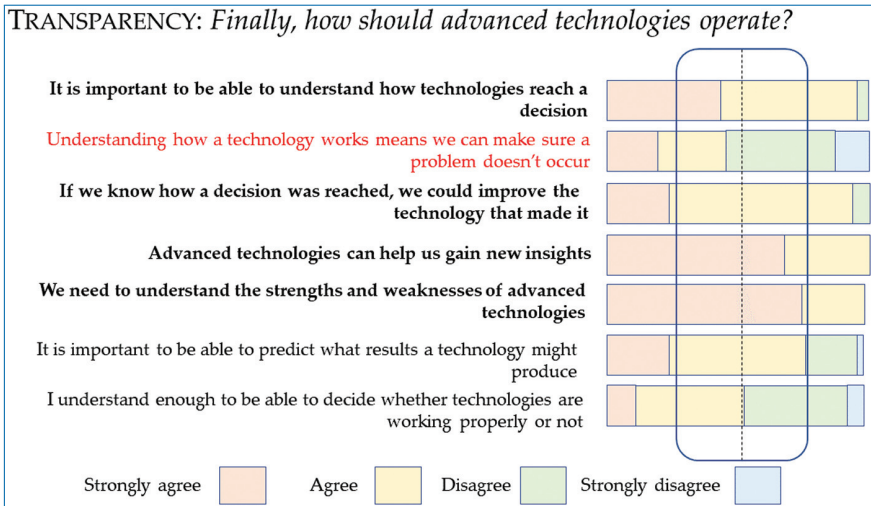 TRANSPARENCY: Finally, how should advanced technologies operate?
It is important to be able to understand how technologies reach a
decision
Understanding how a technology works means we can make sure a
problem doesn't occur
If we know how a decision was reached, we could improve the
technology that made it
Advanced technologies can help us gain new insights
We need to understand the strengths and weaknesses of advanced
technologies
It is important to be able to predict what results a technology might
produce
I understand enough to be able to decide whether technologies are
working properly or not
Strongly agree Agree Disagree Strongly disagree